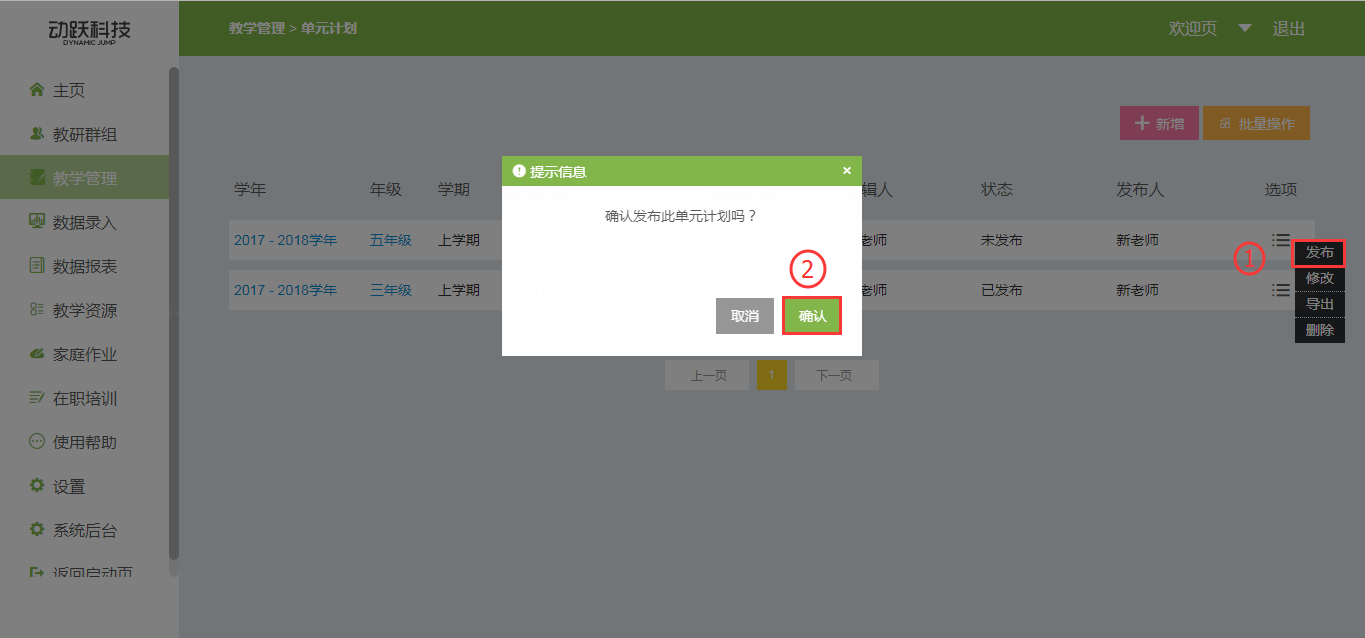 动跃科技
DYNAMIC JUMP
教学管理 > 单元计划
欢迎页
退出
主页
教研群组
教学管理
数据录入
数据报表
教学资源
家庭作业
在职培训
使用帮助
设置
系统后台
返回启动页
新增
批量操作
学年 年级 学期 辑人 状态 发布人 选项
2017 - 2018学年 五年级 上学期 老师 未发布 新老师
2017 - 2018学年 三年级 上学期 老师 已发布 新老师
提示信息 ×
确认发布此单元计划吗？
②
取消 确认
①
发布
修改
导出
删除
上一页 1 下一页